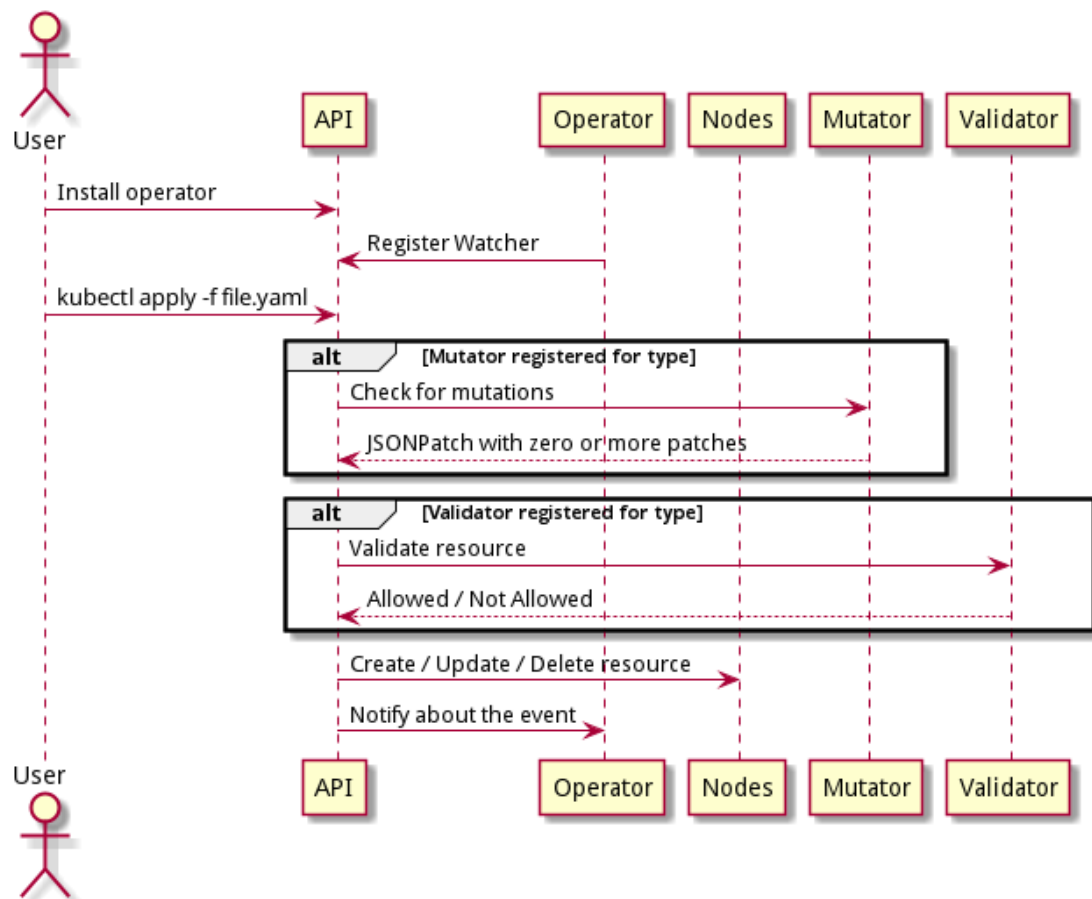 User
API
Operator
Nodes
Mutator
Validator
Install operator
Register Watcher
kubectl apply -f file.yaml
alt [Mutator registered for type]
Check for mutations
JSONPatch with zero or more patches
alt [Validator registered for type]
Validate resource
Allowed / Not Allowed
Create / Update / Delete resource
Notify about the event
User
API
Operator
Nodes
Mutator
Validator